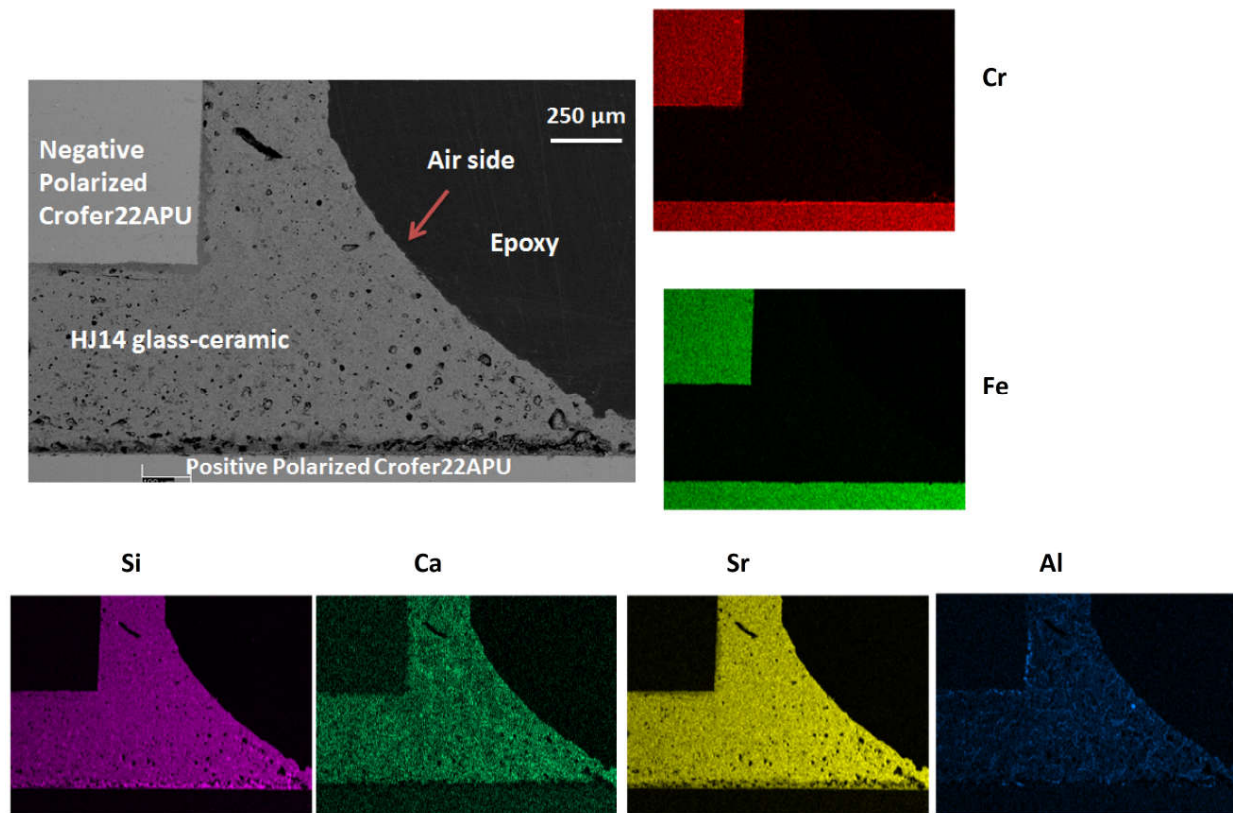 Cr
250 µm
Negative
Polarized
Crofer22APU
Air side
Epoxy
HJ14 glass-ceramic
Positive Polarized Crofer22APU
Fe
Si
Ca
Sr
Al